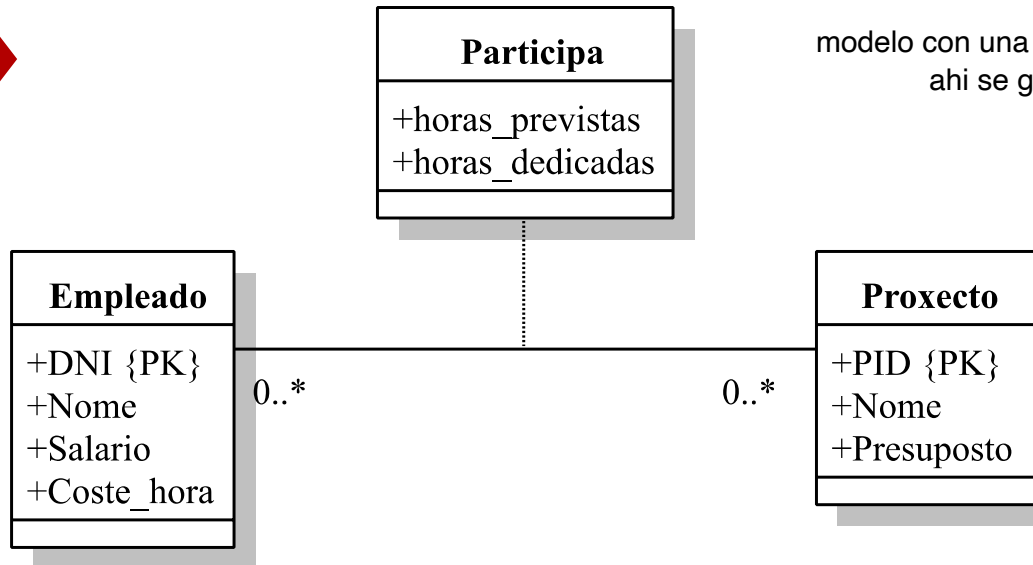 Participa
+horas_previstas
+horas_dedicadas
modelo con una
ahi se g
Empleado
+DNI {PK}
+Nome
+Salario
+Coste_hora
0..*
0..*
Proxecto
+PID {PK}
+Nome
+Presuposto